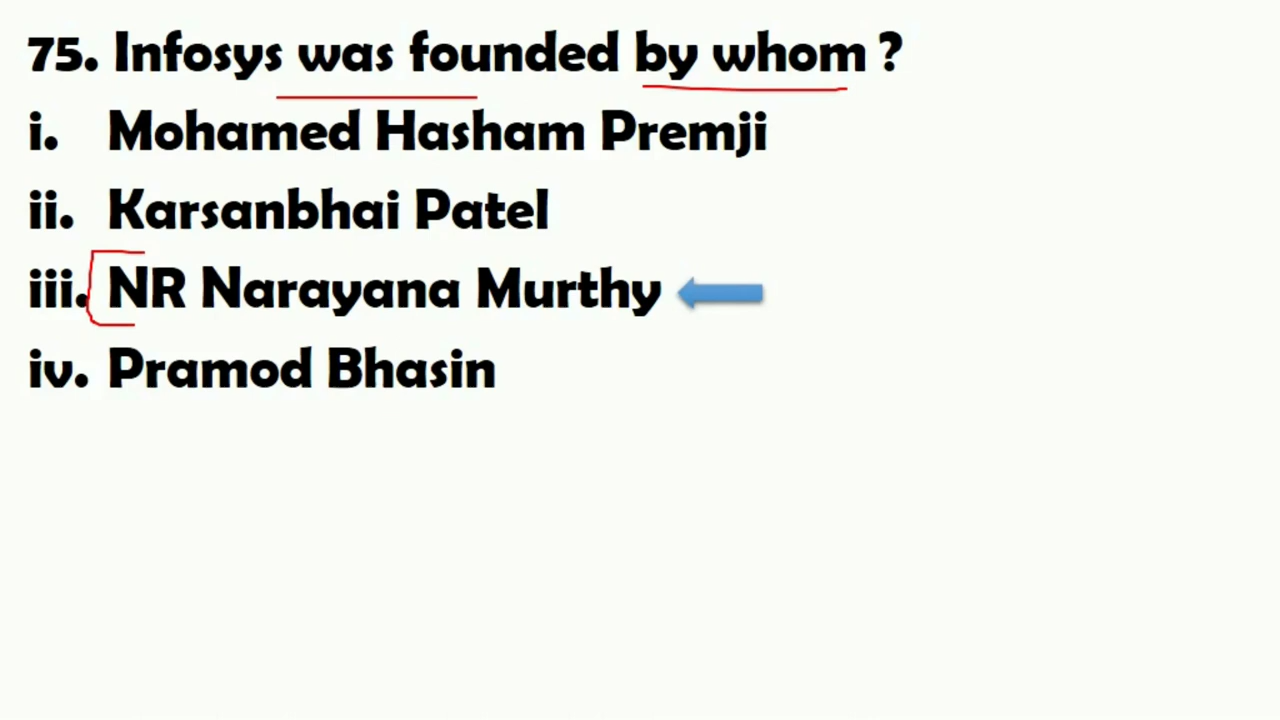 75. Infosys was founded by whom ?
i. Mohamed Hasham Premji
ii. Karsanbhai Patel
iii. NR Narayana Murthy
iv. Pramod Bhasin